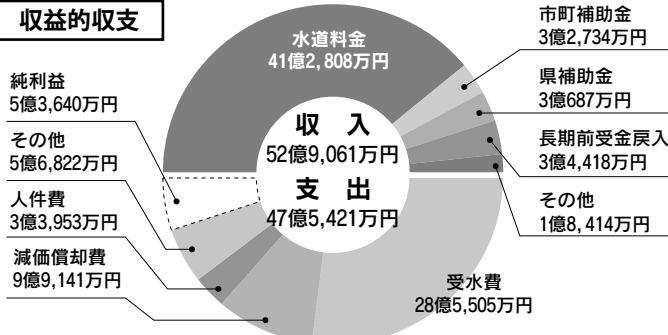 収益的収支
水道料金
41億2,808万円
市町補助金
3億2,734万円
県補助金
3億687万円
長期前受金戻入
3億4,418万円
その他
1億8,414万円
収 入
52億9,061万円
支 出
47億5,421万円
純利益
5億3,640万円
その他
5億6,822万円
人件費
3億3,953万円
減価償却費
9億9,141万円
受水費
28億5,505万円